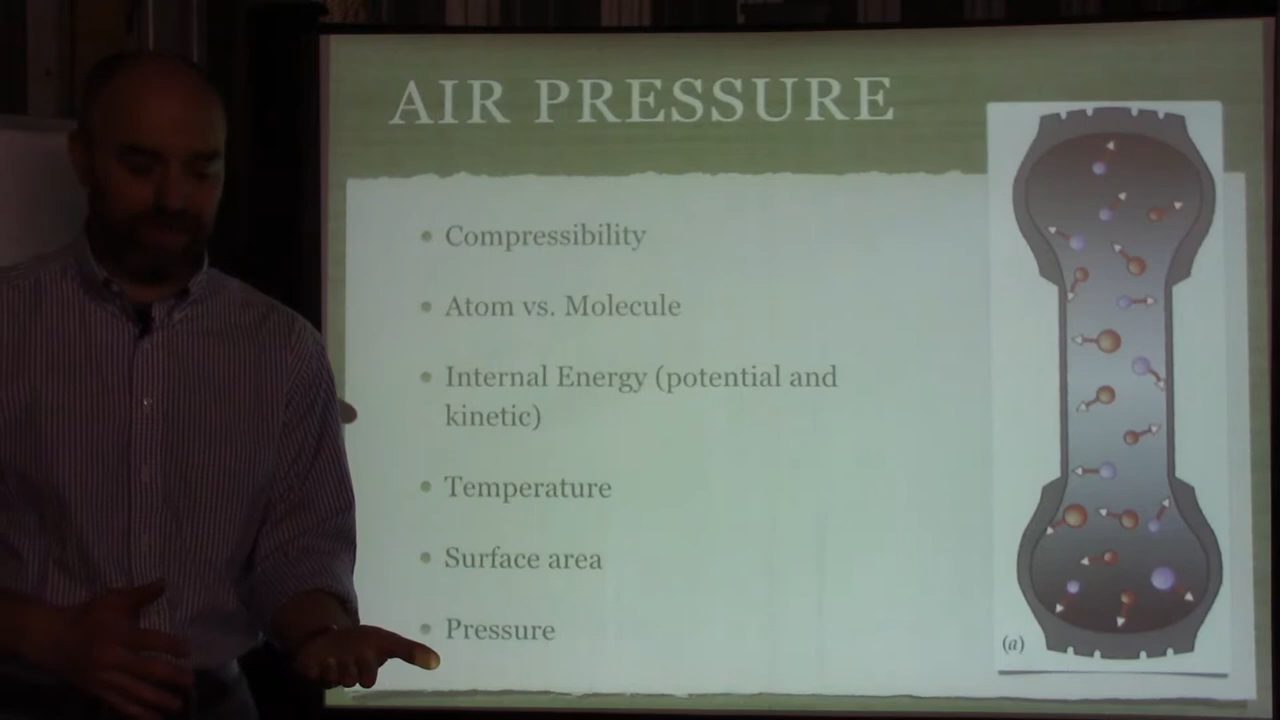 AIR PRESSURE
• Compressibility
• Atom vs. Molecule
• Internal Energy (potential and
kinetic)
• Temperature
• Surface area
• Pressure
(a)